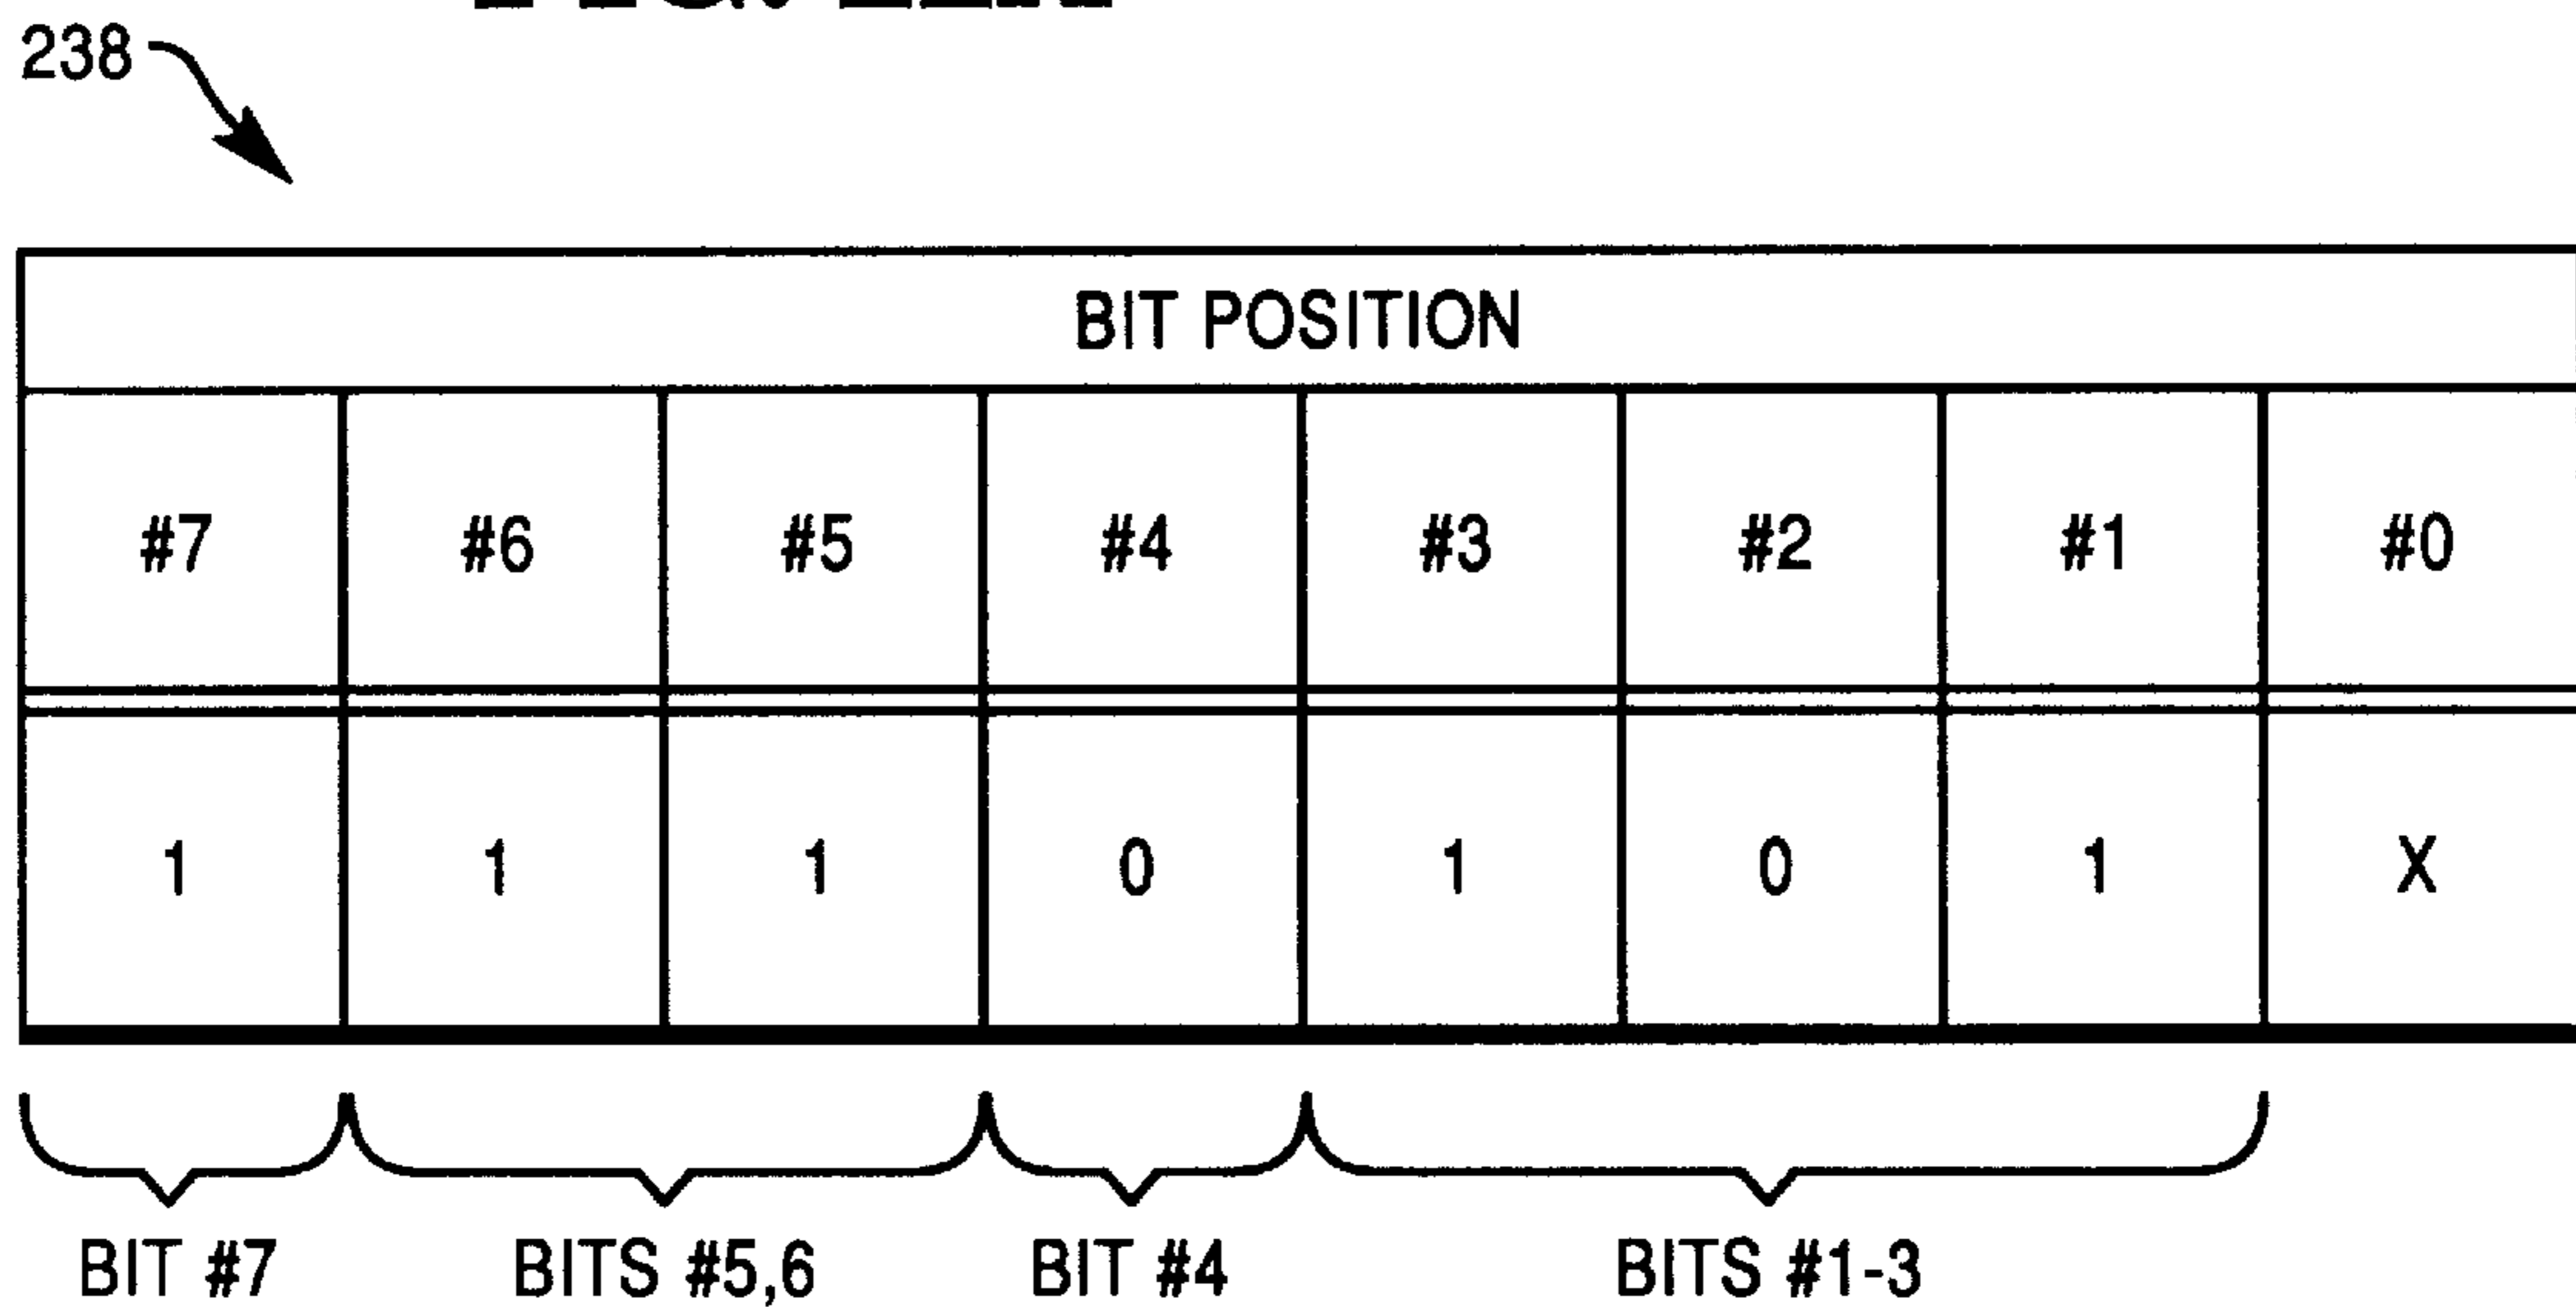 238
BIT POSITION
#7 #6 #5 #4 #3 #2 #1 #0
1 1 1 0 1 0 1 X
BIT #7 BITS #5,6 BIT #4 BITS #1-3